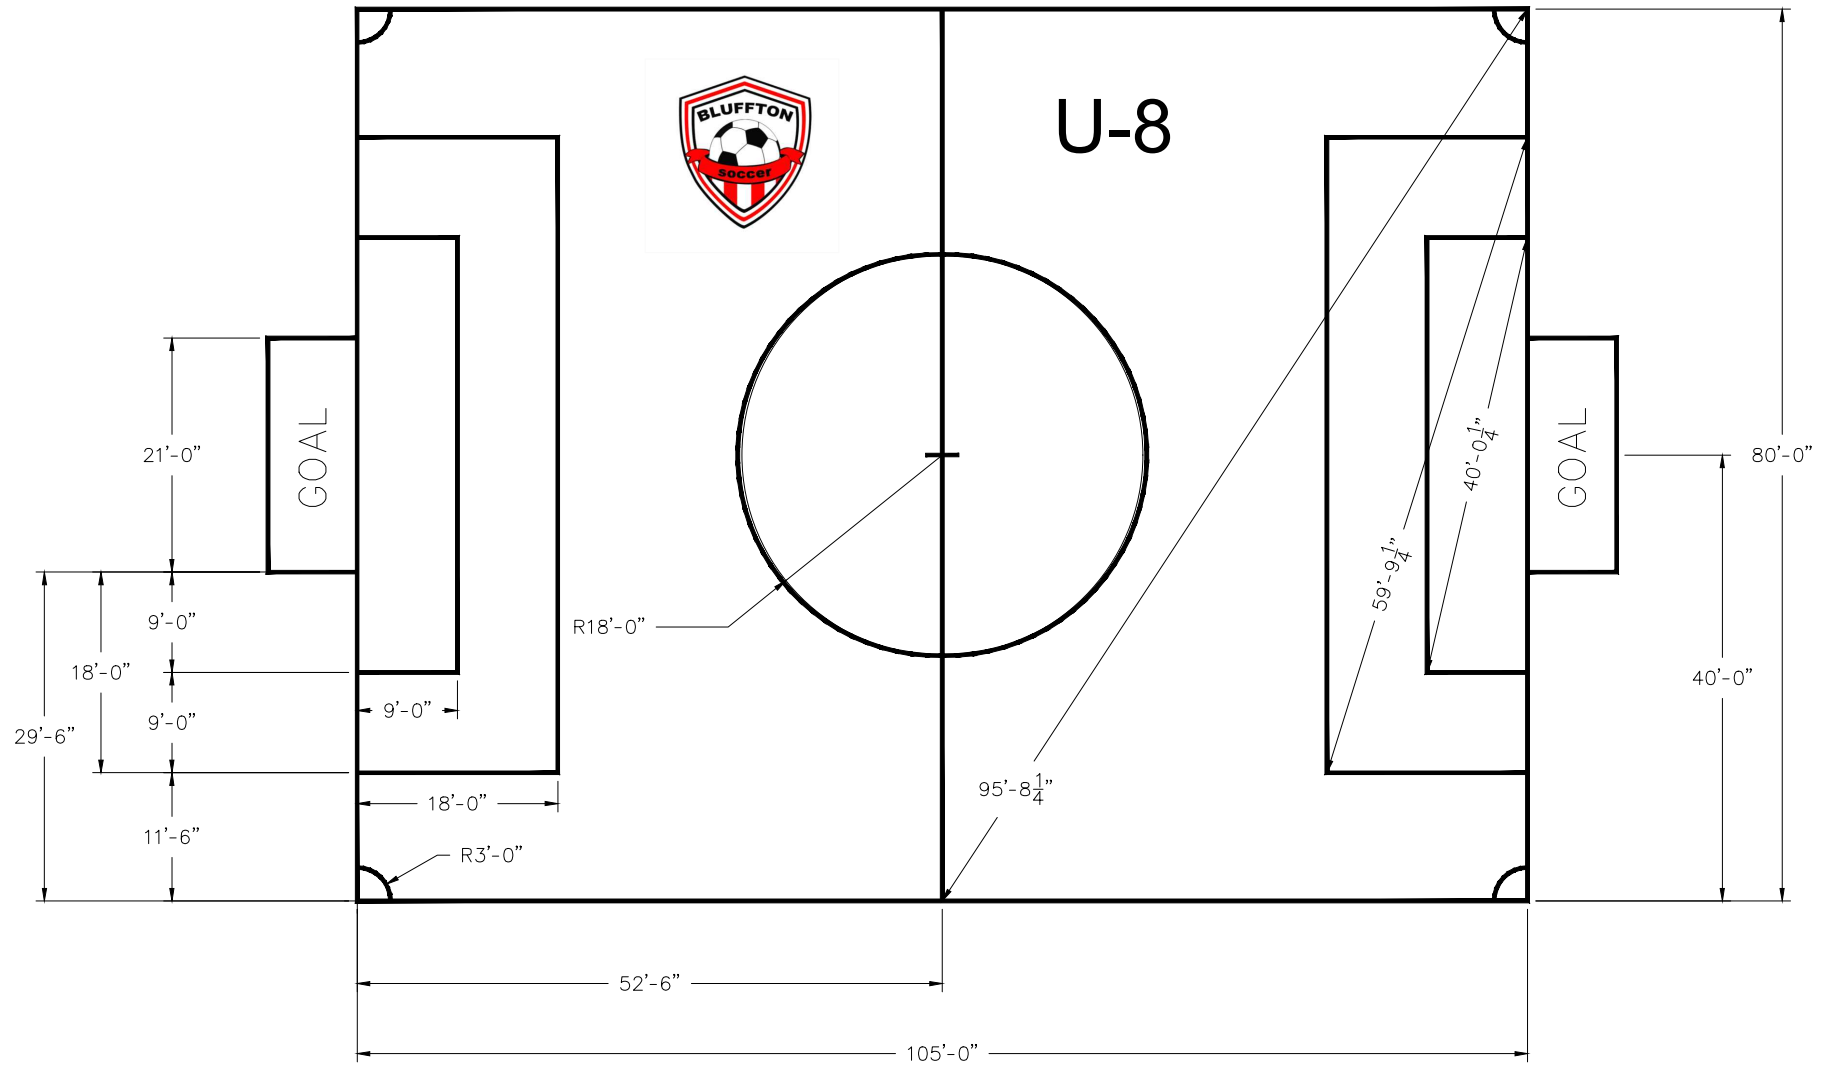 BLUFFTON
soccer
U-8
21’-0”
GOAL
GOAL
80’-0”
40’-0¼”
59’-9¼”
9’-0”
R18’-0”
18’-0”
40’-0”
9’-0”
9’-0”
29’-6”
95’-8¼”
18’-0”
11’-6”
R3’-0”
52’-6”
105’-0”